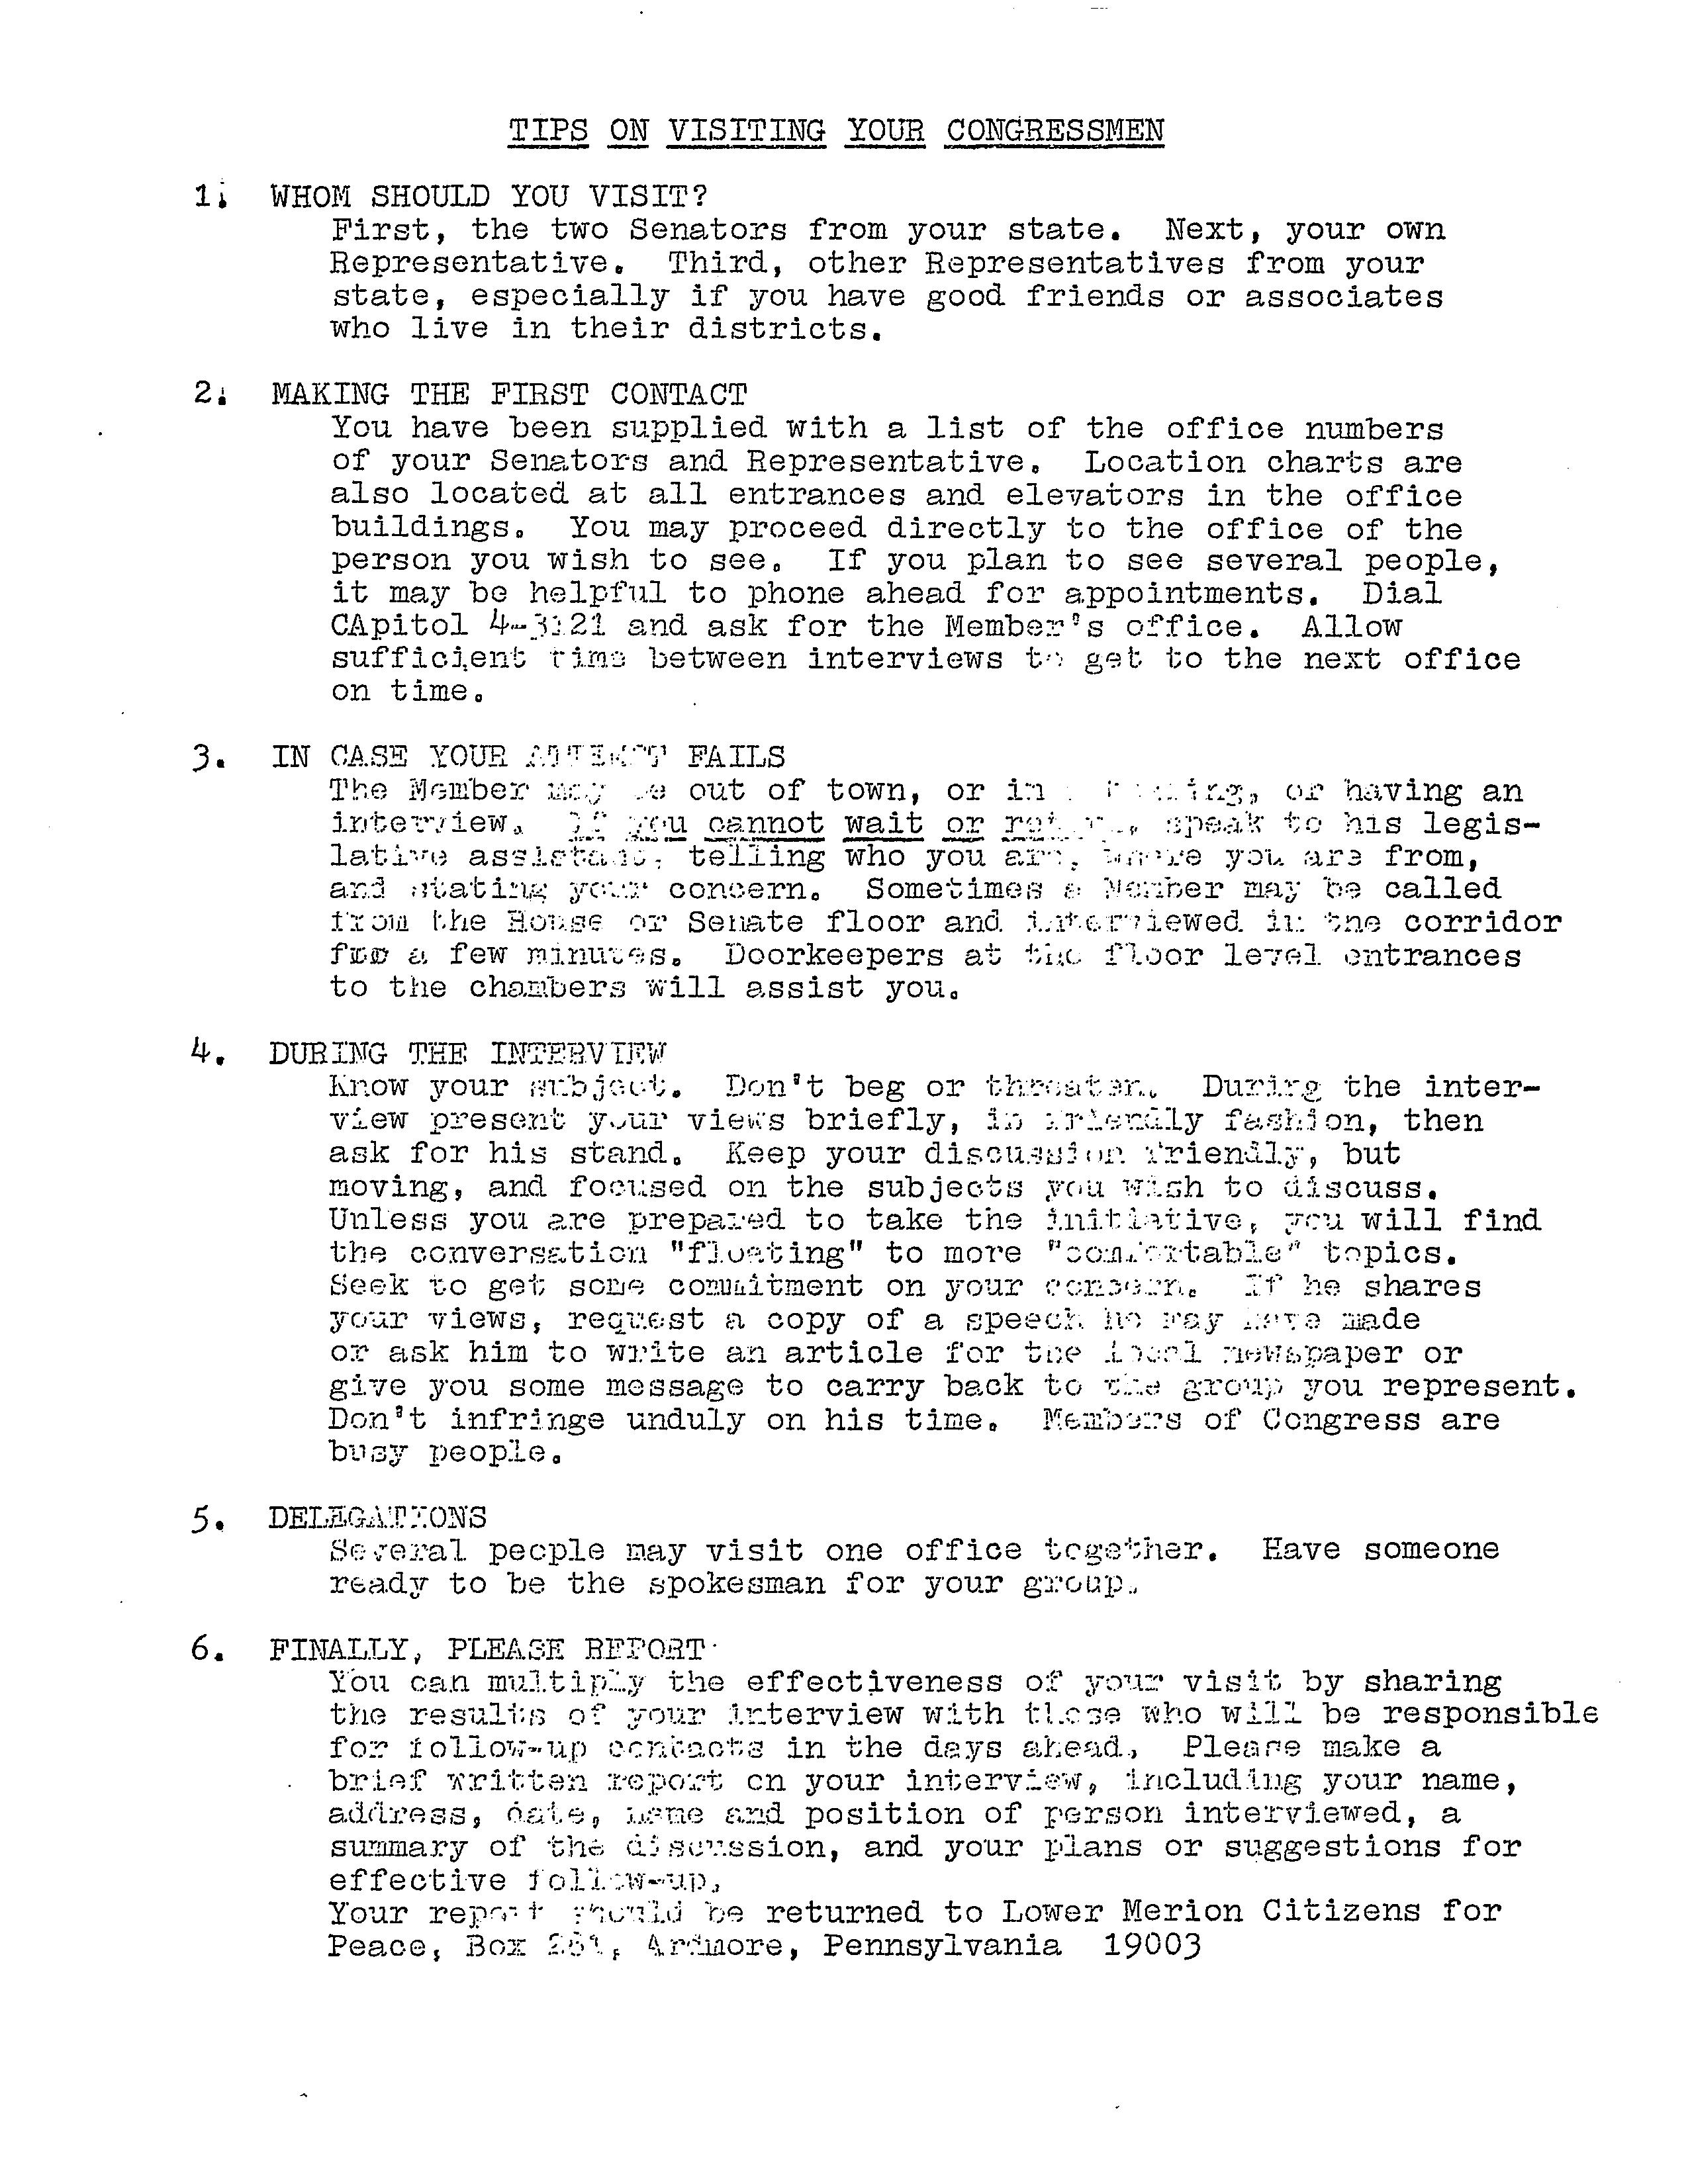 TIPS ON VISITING YOUR CONGRESSMEN
1. WHOM SHOULD YOU VISIT?
First, the two Senators from your state. Next, your own
Representative. Third, other Representatives from your
state, especially if you have good friends or associates
who live in their districts.
2. MAKING THE FIRST CONTACT
You have been supplied with a list of the office numbers
of your Senators and Representative. Location charts are
also located at all entrances and elevators in the office
buildings. You may proceed directly to the office of the
person you wish to see. If you plan to see several people,
it may be helpful to phone ahead for appointments. Dial
CApitol 4-3121 and ask for the Member's office. Allow
sufficient time between interviews to get to the next office
on time.
3. IN CASE YOUR ATTEMPT FAILS
The Member may be out of town, or in or having an
interview. If you cannot wait or return, speak to his legis-
lative assistant, telling who you are, where you are from,
and stating your concern. Sometimes a Member may be called
from the House or Senate floor and interviewed in the corridor
for a few minutes. Doorkeepers at the floor level entrances
to the chambers will assist you.
4. DURING THE INTERVIEW
Know your subject. Don't beg or threaten. During the inter-
view present your views briefly, in friendly fashion, then
ask for his stand. Keep your discussion friendly, but
moving, and focused on the subjects you wish to discuss.
Unless you are prepared to take the initiative, you will find
the conversation "floating" to more "comfortable" topics.
Seek to get some commitment on your concern. If he shares
your views, request a copy of a speech he may have made
or ask him to write an article for the local newspaper or
give you some message to carry back to the group you represent.
Don't infringe unduly on his time. Members of Congress are
busy people.
5. DELEGATIONS
Several people may visit one office together. Have someone
ready to be the spokesman for your group.
6. FINALLY, PLEASE REPORT
You can multiply the effectiveness of your visit by sharing
the results of your interview with those who will be responsible
for follow-up contacts in the days ahead. Please make a
brief written report on your interview, including your name,
address, date, name and position of person interviewed, a
summary of the discussion, and your plans or suggestions for
effective follow-up.
Your report should be returned to Lower Merion Citizens for
Peace, Box Ardmore, Pennsylvania 19003